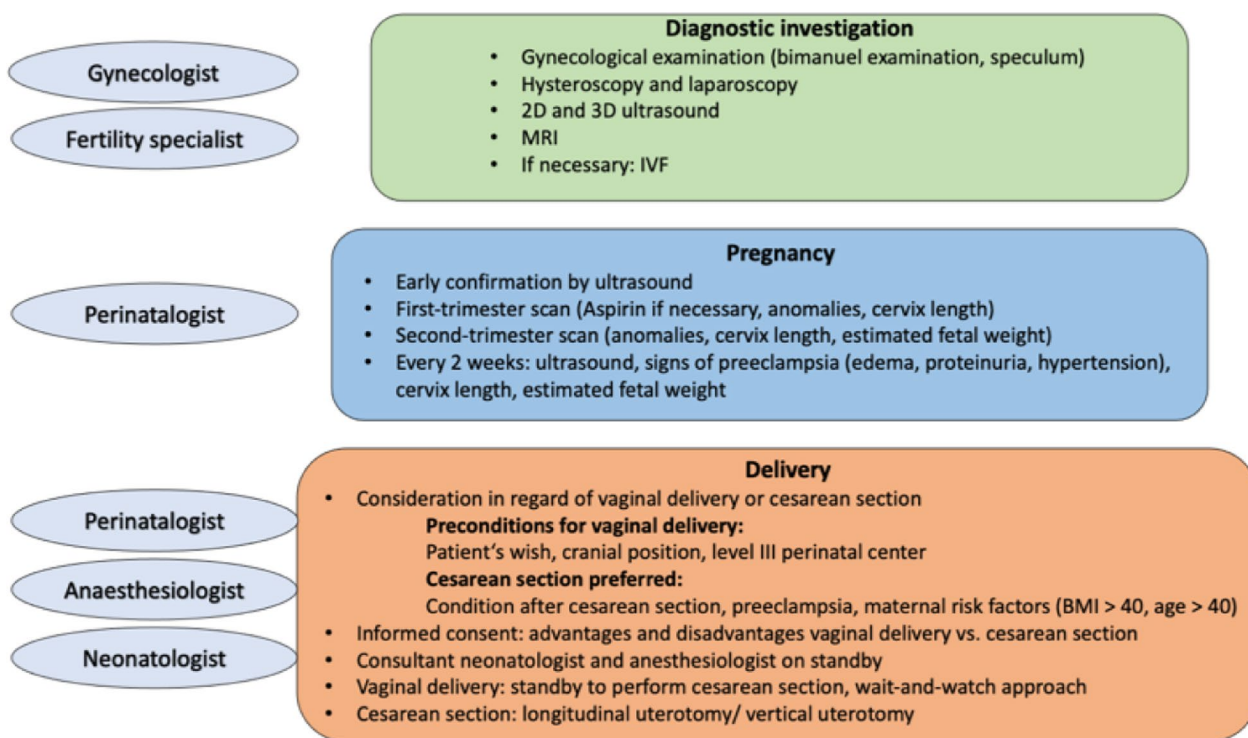 Gynecologist
Fertility specialist
Diagnostic investigation
• Gynecological examination (bimanuel examination, speculum)
• Hysteroscopy and laparoscopy
• 2D and 3D ultrasound
• MRI
• If necessary: IVF
Perinatalogist
Pregnancy
• Early confirmation by ultrasound
• First-trimester scan (Aspirin if necessary, anomalies, cervix length)
• Second-trimester scan (anomalies, cervix length, estimated fetal weight)
• Every 2 weeks: ultrasound, signs of preeclampsia (edema, proteinuria, hypertension),
cervix length, estimated fetal weight
Perinatalogist
Anaesthesiologist
Neonatologist
Delivery
• Consideration in regard of vaginal delivery or cesarean section
Preconditions for vaginal delivery:
Patient‘s wish, cranial position, level III perinatal center
Cesarean section preferred:
Condition after cesarean section, preeclampsia, maternal risk factors (BMI > 40, age > 40)
• Informed consent: advantages and disadvantages vaginal delivery vs. cesarean section
• Consultant neonatologist and anesthesiologist on standby
• Vaginal delivery: standby to perform cesarean section, wait-and-watch approach
• Cesarean section: longitudinal uterotomy/ vertical uterotomy